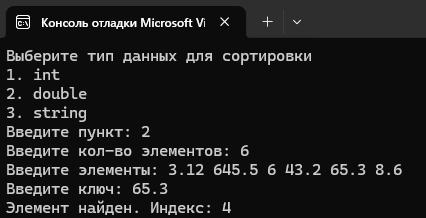 Консоль отладки Microsoft Vi
Выберите тип данных для сортировки
1. int
2. double
3. string
Введите пункт: 2
Введите кол-во элементов: 6
Введите элементы: 3.12 645.5 6 43.2 65.3 8.6
Введите ключ: 65.3
Элемент найден. Индекс: 4